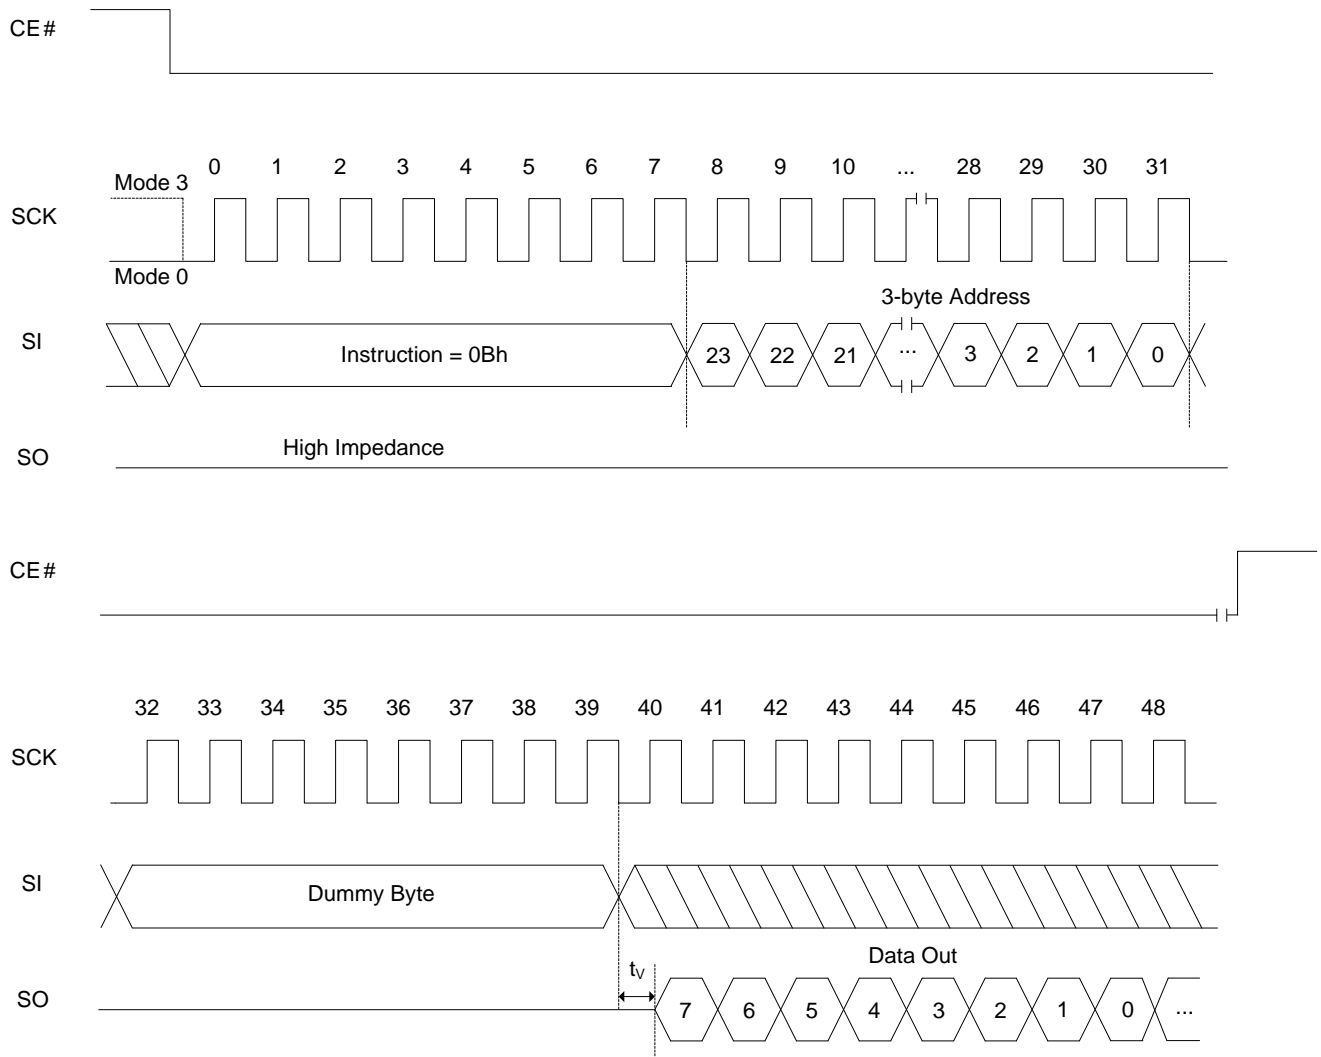 CE#
0 1 2 3 4 5 6 7 8 9 10 ... 28 29 30 31
Mode 3
SCK
Mode 0
3-byte Address
SI
Instruction = 0Bh 23 22 21 ... 3 2 1 0
High Impedance
SO
CE#
32 33 34 35 36 37 38 39 40 41 42 43 44 45 46 47 48
SCK
SI
Dummy Byte
Data Out
tV
SO
7 6 5 4 3 2 1 0 ...